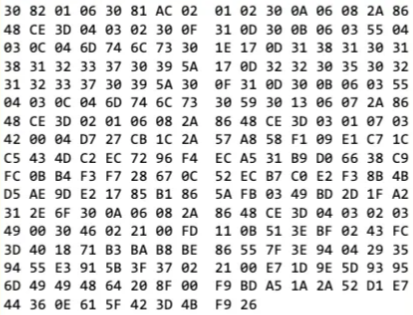 30 82 01 06 30 81 AC 02 01 02 30 0A 06 08 2A 86
48 CE 3D 04 03 02 30 0F 31 0D 30 0B 06 03 55 04
03 0C 04 6D 74 6C 73 30 1E 17 0D 31 38 31 30 31
38 31 32 33 37 30 39 5A 17 0D 32 32 30 35 30 32
31 32 33 37 30 39 5A 30 0F 31 0D 30 0B 06 03 55
04 03 0C 04 6D 74 6C 73 30 59 30 13 06 07 2A 86
48 CE 3D 02 01 06 08 2A 86 48 CE 3D 03 01 07 03
42 00 04 D7 27 CB 1C 2A 57 A8 58 F1 09 E1 C7 1C
C5 43 4D C2 EC 72 96 F4 EC A5 31 B9 D0 66 38 C9
FC 0B B4 F3 F7 28 67 0C 52 EC B7 C0 E2 F3 8B 4B
D5 AE 9D E2 17 85 B1 86 5A FB 03 49 BD 2D 1F A2
31 2E 6F 30 0A 06 08 2A 86 48 CE 3D 04 03 02 03
49 00 30 46 02 21 00 FD 11 0B 51 3E BF 02 43 FC
3D 40 18 71 B3 BA B8 BE 86 55 7F 3E 94 04 29 35
94 55 E3 91 5B 3F 37 02 21 00 E7 1D 9E 5D 93 95
6D 49 49 48 64 20 8F 00 F9 BD A5 1A 2A 52 D1 E7
44 36 0E 61 5F 42 3D 4B F9 26